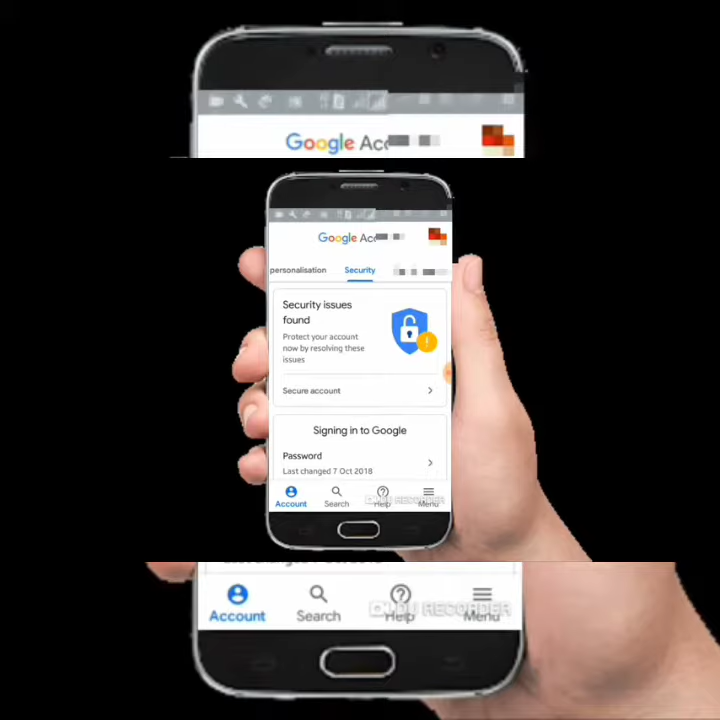 Google Acc
Google Acc
personalisation Security
Security issues
found
Protect your account
now by resolving these
issues
Secure account
Signing in to Google
Password
Last changed 7 Oct 2018
Account Search Help Menu
DU RECORDER
Account Search Help Menu
DU RECORDER